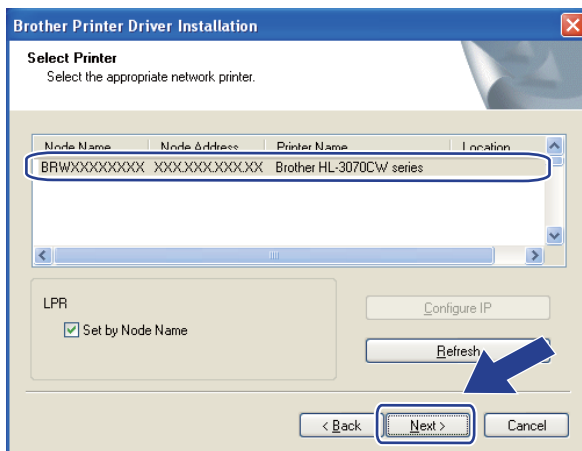 Brother Printer Driver Installation
Select Printer
Select the appropriate network printer.
Node Name Node Address Printer Name Location
BRWXXXXXXXX XXX.XXX.XXX.XX Brother HL-3070CW series
LPR
Set by Node Name
Configure IP
Refresh
< Back Next > Cancel